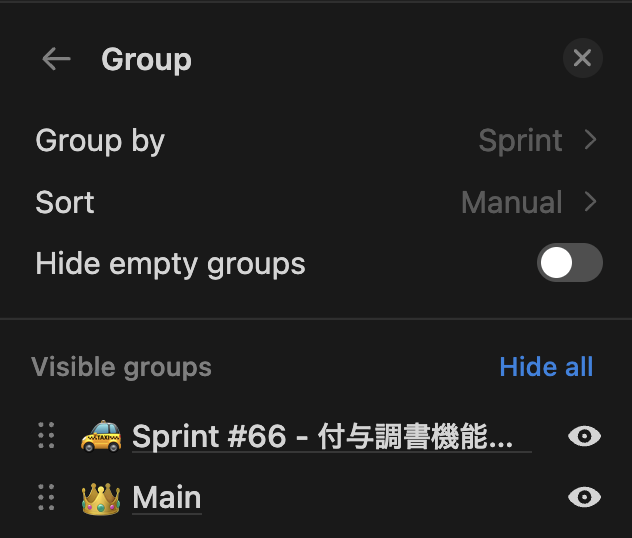 Group
Group by Sprint
Sort Manual
Hide empty groups
Visible groups Hide all
TAXI
Sprint #66 - 付与調書機能...
Main